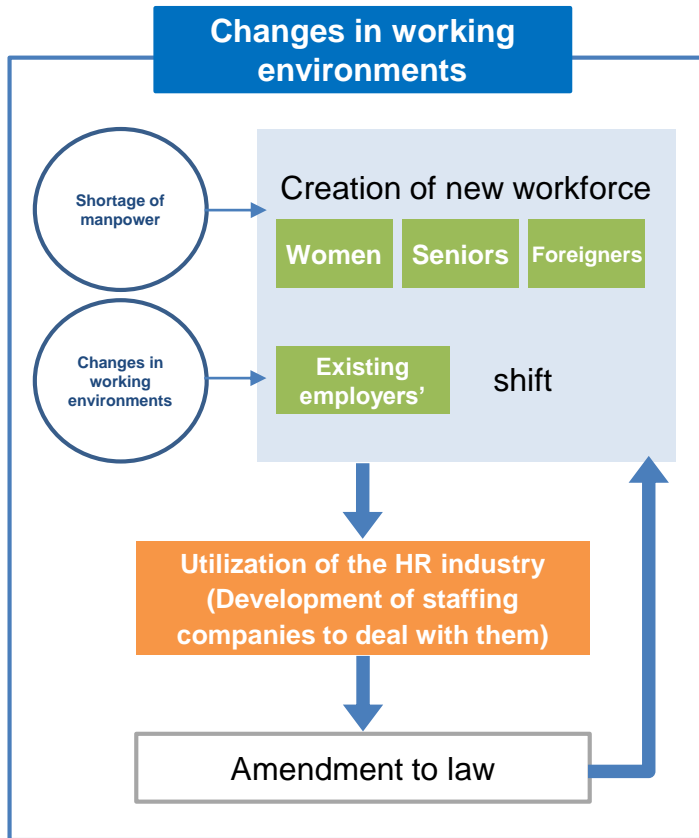 Changes in working
environments
Shortage of
manpower
Creation of new workforce
Women
Seniors
Foreigners
Changes in
working
environments
Existing
employers’
shift
Utilization of the HR industry
(Development of staffing
companies to deal with them)
Amendment to law